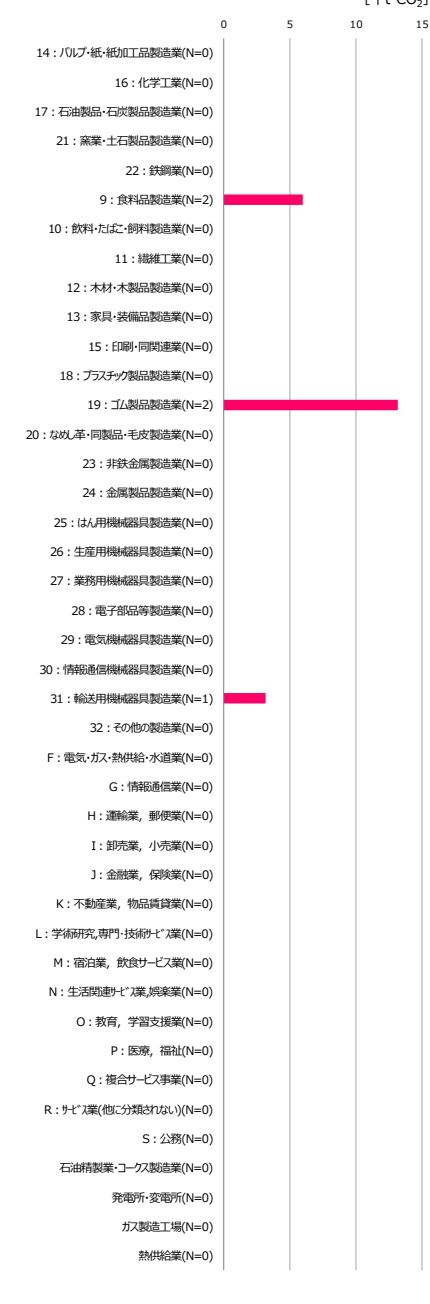 [千t-CO₂]
0 5 10 15
14：パルプ・紙・紙加工品製造業(N=0)
16：化学工業(N=0)
17：石油製品・石炭製品製造業(N=0)
21：窯業・土石製品製造業(N=0)
22：鉄鋼業(N=0)
9：食料品製造業(N=2)
10：飲料・たばこ・飼料製造業(N=0)
11：繊維工業(N=0)
12：木材・木製品製造業(N=0)
13：家具・装備品製造業(N=0)
15：印刷・同関連業(N=0)
18：プラスチック製品製造業(N=0)
19：ゴム製品製造業(N=2)
20：なめし革・同製品・毛皮製造業(N=0)
23：非鉄金属製造業(N=0)
24：金属製品製造業(N=0)
25：はん用機械器具製造業(N=0)
26：生産用機械器具製造業(N=0)
27：業務用機械器具製造業(N=0)
28：電子部品等製造業(N=0)
29：電気機械器具製造業(N=0)
30：情報通信機械器具製造業(N=0)
31：輸送用機械器具製造業(N=1)
32：その他の製造業(N=0)
F：電気・ガス・熱供給・水道業(N=0)
G：情報通信業(N=0)
H：運輸業，郵便業(N=0)
I：卸売業，小売業(N=0)
J：金融業，保険業(N=0)
K：不動産業，物品賃貸業(N=0)
L：学術研究,専門・技術ｻｰﾋﾞｽ業(N=0)
M：宿泊業，飲食サービス業(N=0)
N：生活関連ｻｰﾋﾞｽ業,娯楽業(N=0)
O：教育，学習支援業(N=0)
P：医療，福祉(N=0)
Q：複合サービス事業(N=0)
R：ｻｰﾋﾞｽ業(他に分類されない)(N=0)
S：公務(N=0)
石油精製業・コークス製造業(N=0)
発電所・変電所(N=0)
ガス製造工場(N=0)
熱供給業(N=0)